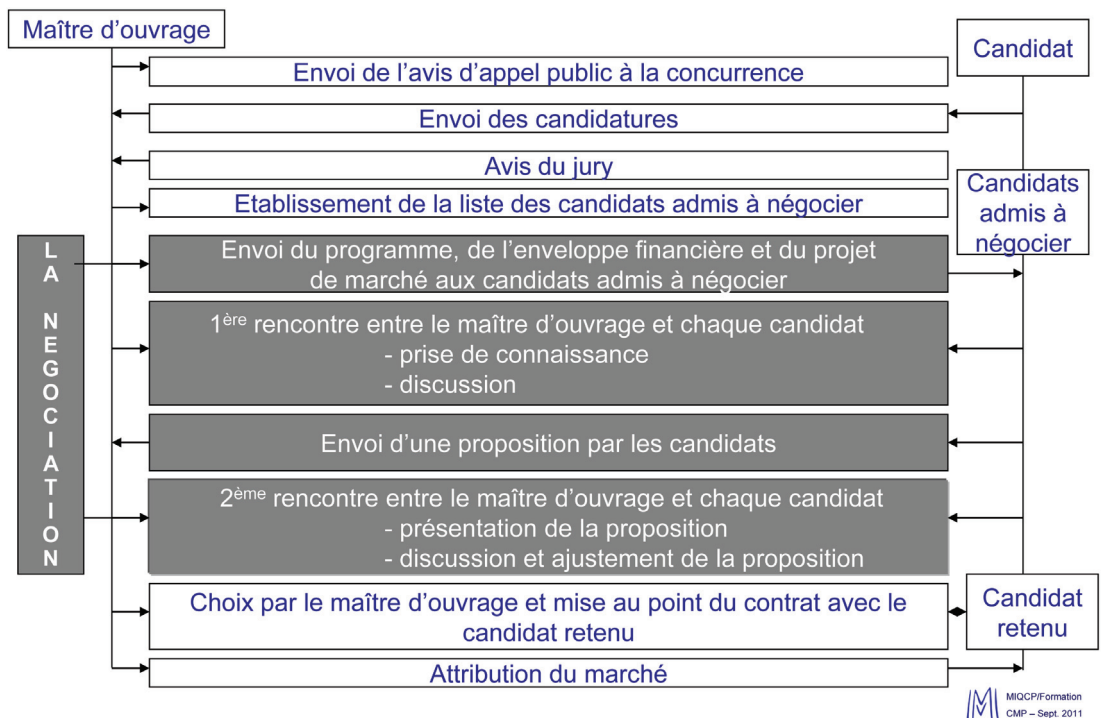 Maître d'ouvrage
Candidat
Envoi de l'avis d'appel public à la concurrence
Envoi des candidatures
Avis du jury
Etablissement de la liste des candidats admis à négocier
Candidats
admis à
négocier
LA NEGOCIATION
Envoi du programme, de l'enveloppe financière et du projet
de marché aux candidats admis à négocier
1ère rencontre entre le maître d'ouvrage et chaque candidat
- prise de connaissance
- discussion
Envoi d'une proposition par les candidats
2ème rencontre entre le maître d'ouvrage et chaque candidat
- présentation de la proposition
- discussion et ajustement de la proposition
Choix par le maître d'ouvrage et mise au point du contrat avec le
candidat retenu
Candidat
retenu
Attribution du marché
MIQCP/Formation
CMP – Sept. 2011